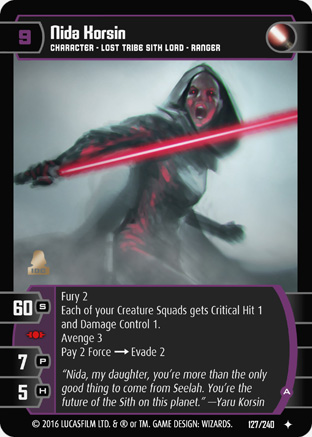 9 Nida Korsin
CHARACTER - LOST TRIBE SITH LORD - RANGER
60 S
7 P
5 H
Fury 2
Each of your Creature Squads gets Critical Hit 1
and Damage Control 1.
Avenge 3
Pay 2 Force → Evade 2
"Nida, my daughter, you're more than the only
good thing to come from Seelah. You're the
future of the Sith on this planet." —Yaru Korsin
A
© 2016 LUCASFILM LTD. & ® or TM. GAME DESIGN: WIZARDS. 127/240